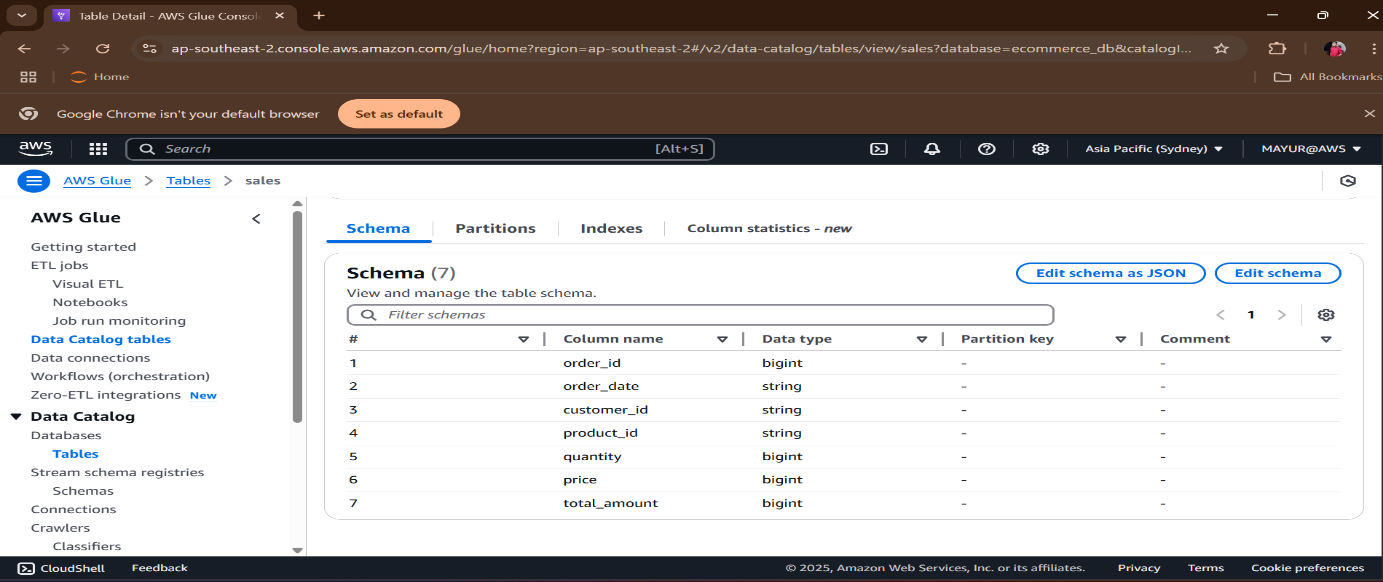 Table Detail - AWS Glue Consol
ap-southeast-2.console.aws.amazon.com/glue/home?region=ap-southeast-2#/v2/data-catalog/tables/view/sales?database=ecommerce_db&catalogI...
Home
All Bookmarks
Google Chrome isn't your default browser
Set as default
aws
Search
[Alt+S]
Asia Pacific (Sydney)
MAYUR@AWS
AWS Glue > Tables > sales
AWS Glue
Getting started
ETL jobs
Visual ETL
Notebooks
Job run monitoring
Data Catalog tables
Data connections
Workflows (orchestration)
Zero-ETL integrations New
Data Catalog
Databases
Tables
Stream schema registries
Schemas
Connections
Crawlers
Classifiers
Schema
Partitions
Indexes
Column statistics - new
Schema (7)
View and manage the table schema.
Edit schema as JSON
Edit schema
Filter schemas
< 1 >
# Column name Data type Partition key Comment
1 order_id bigint - -
2 order_date string - -
3 customer_id string - -
4 product_id string - -
5 quantity bigint - -
6 price bigint - -
7 total_amount bigint - -
CloudShell
Feedback
© 2025, Amazon Web Services, Inc. or its affiliates.
Privacy
Terms
Cookie preferences